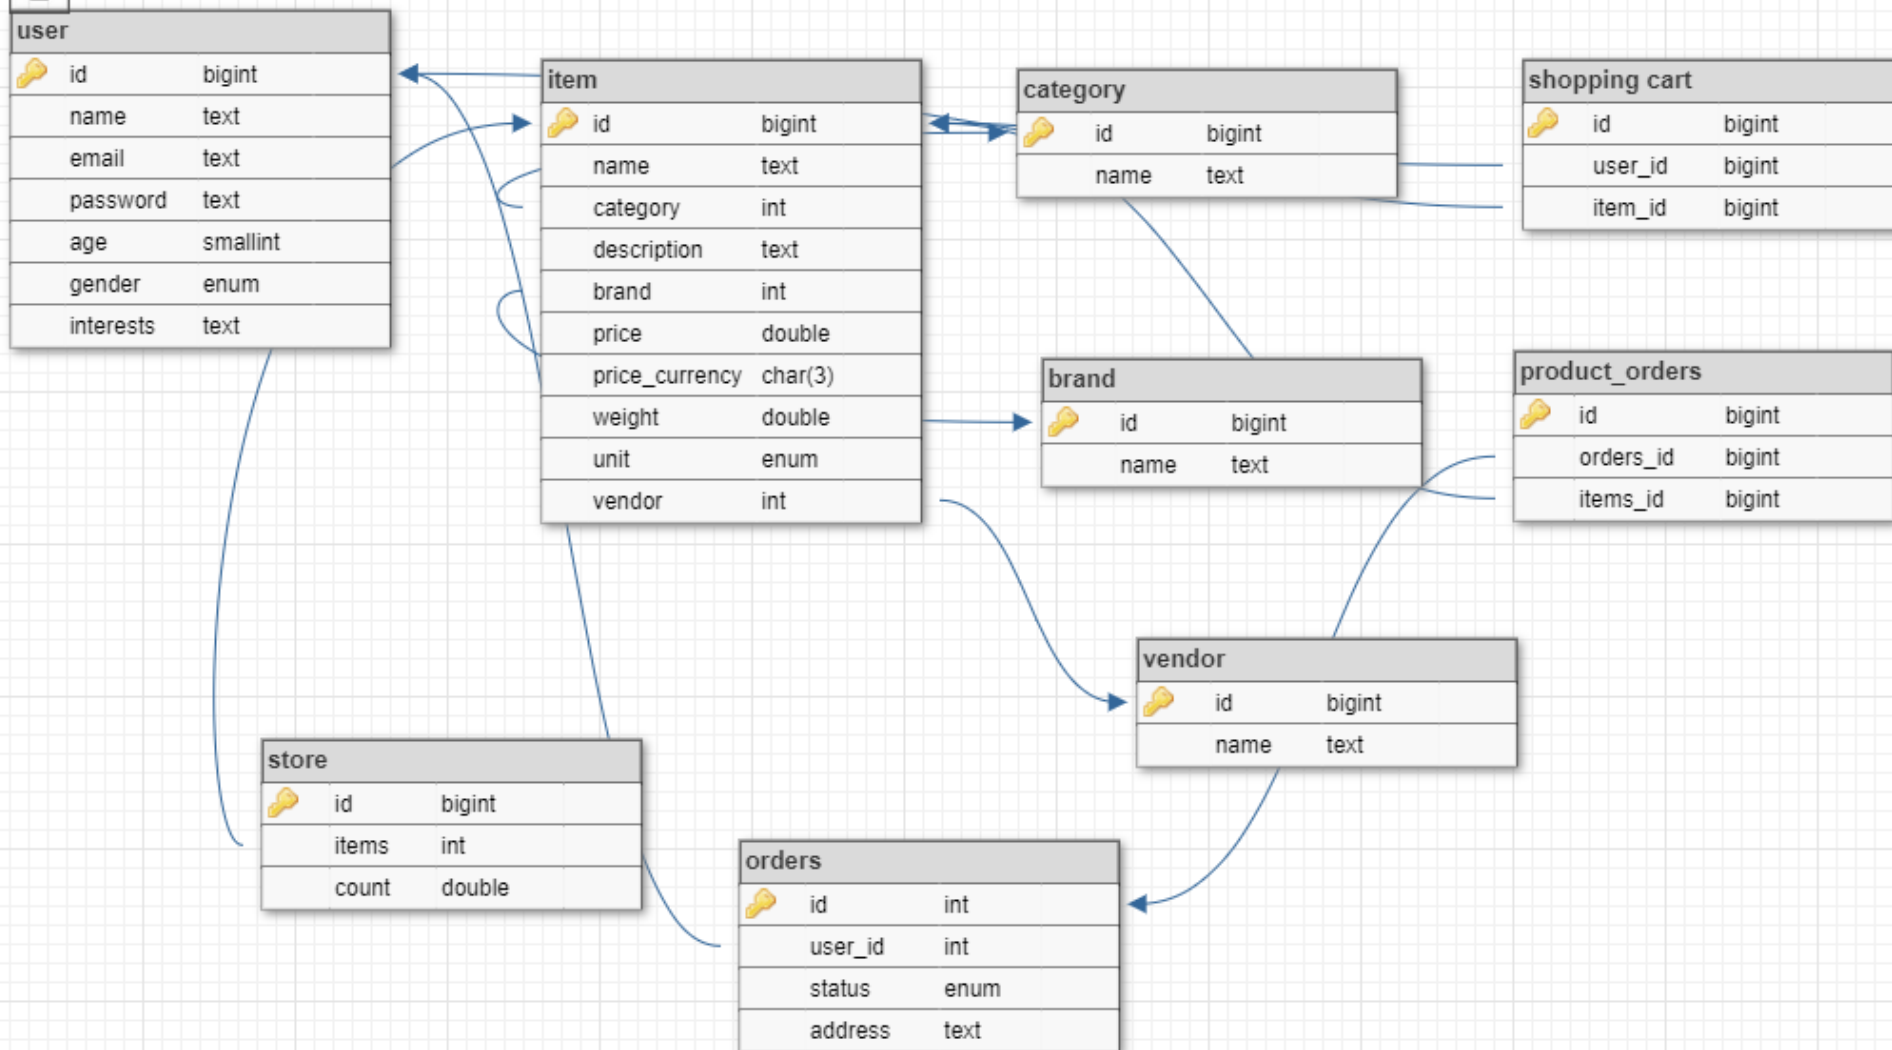 user
id bigint
name text
email text
password text
age smallint
gender enum
interests text
item
id bigint
name text
category int
description text
brand int
price double
price_currency char(3)
weight double
unit enum
vendor int
category
id bigint
name text
shopping cart
id bigint
user_id bigint
item_id bigint
brand
id bigint
name text
product_orders
id bigint
orders_id bigint
items_id bigint
vendor
id bigint
name text
store
id bigint
items int
count double
orders
id int
user_id int
status enum
address text